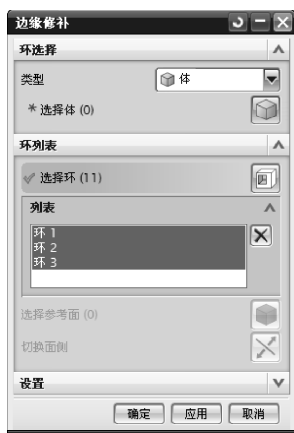 边缘修补
环选择
类型
体
* 选择体 (0)
环列表
选择环 (11)
列表
环 1
环 2
环 3
选择参考面 (0)
切换面侧
设置
确定 应用 取消